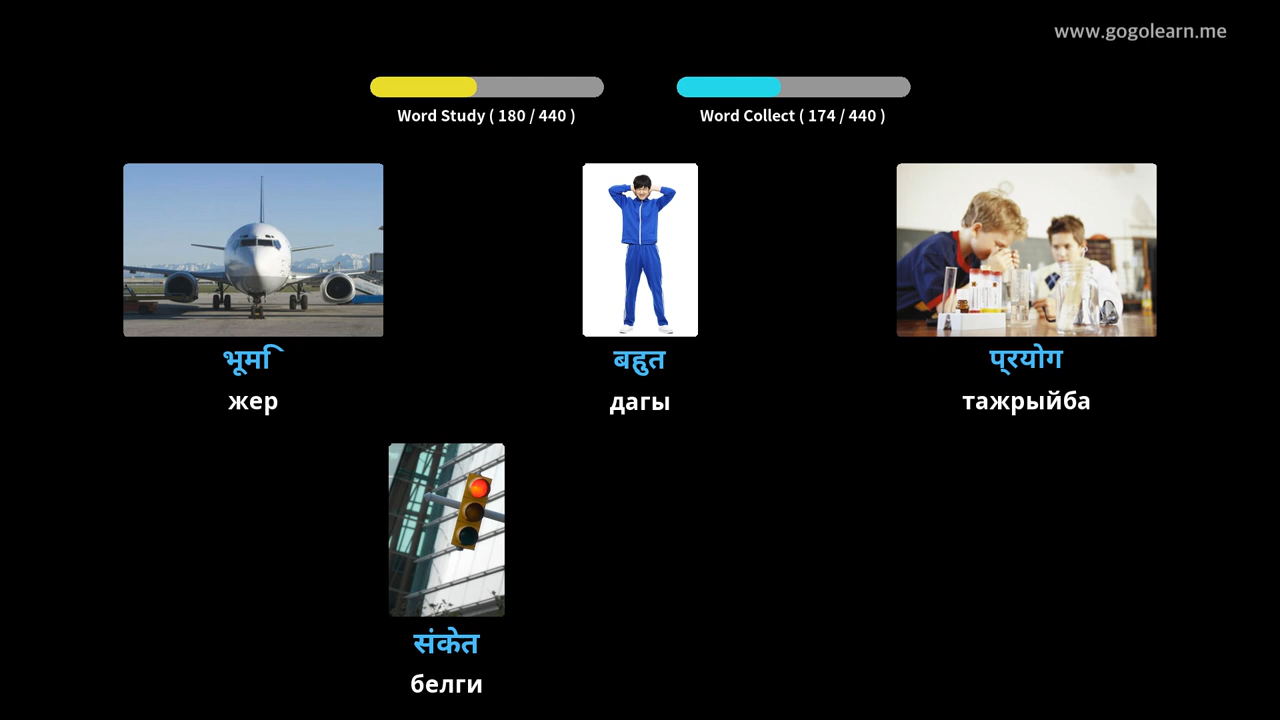 www.gogolearn.me
Word Study ( 180 / 440 )
Word Collect ( 174 / 440 )
भूमि
жер
बहुत
дагы
प्रयोग
тажрыйба
संकेत
белги